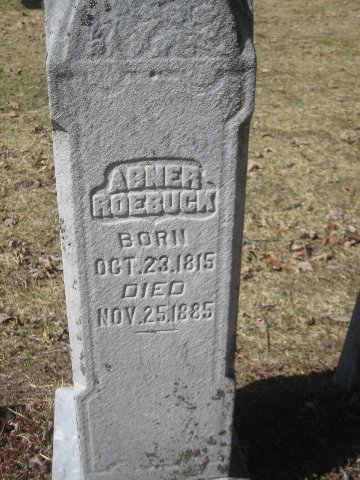 ABNER
ROEBUCK
BORN
OCT.23.1815
DIED
NOV.25.1885